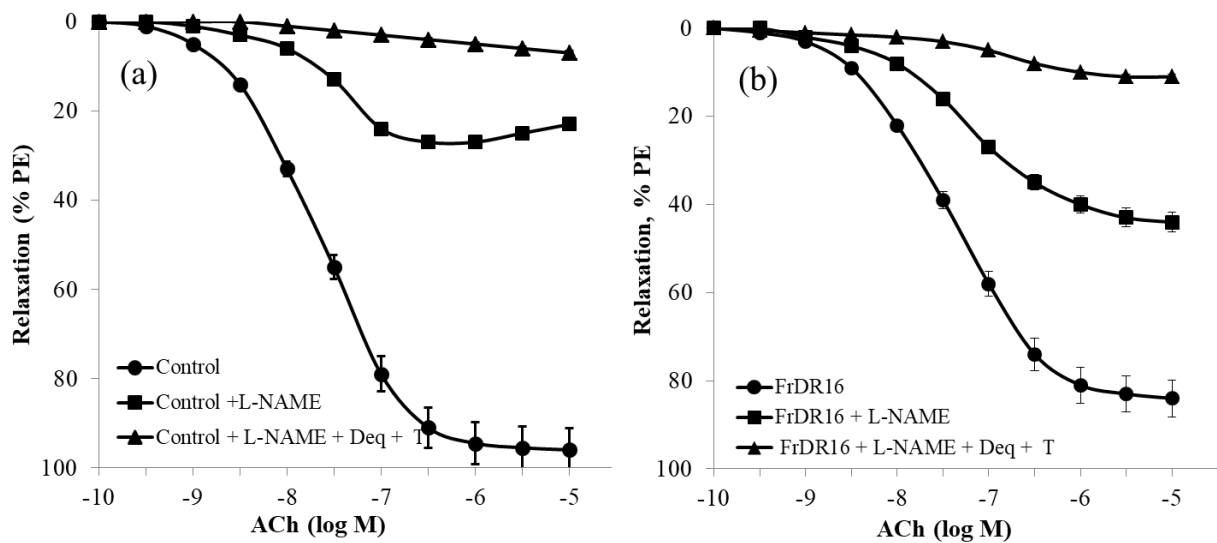 (a)
Relaxation (% PE)
0
20
40
60
80
100
Control
Control +L-NAME
Control + L-NAME + Deq + T
-10
-9
-8
-7
-6
-5
ACh (log M)
(b)
Relaxation, % PE
0
20
40
60
80
100
FrDR16
FrDR16 + L-NAME
FrDR16 + L-NAME + Deq + T
-10
-9
-8
-7
-6
-5
ACh (log M)